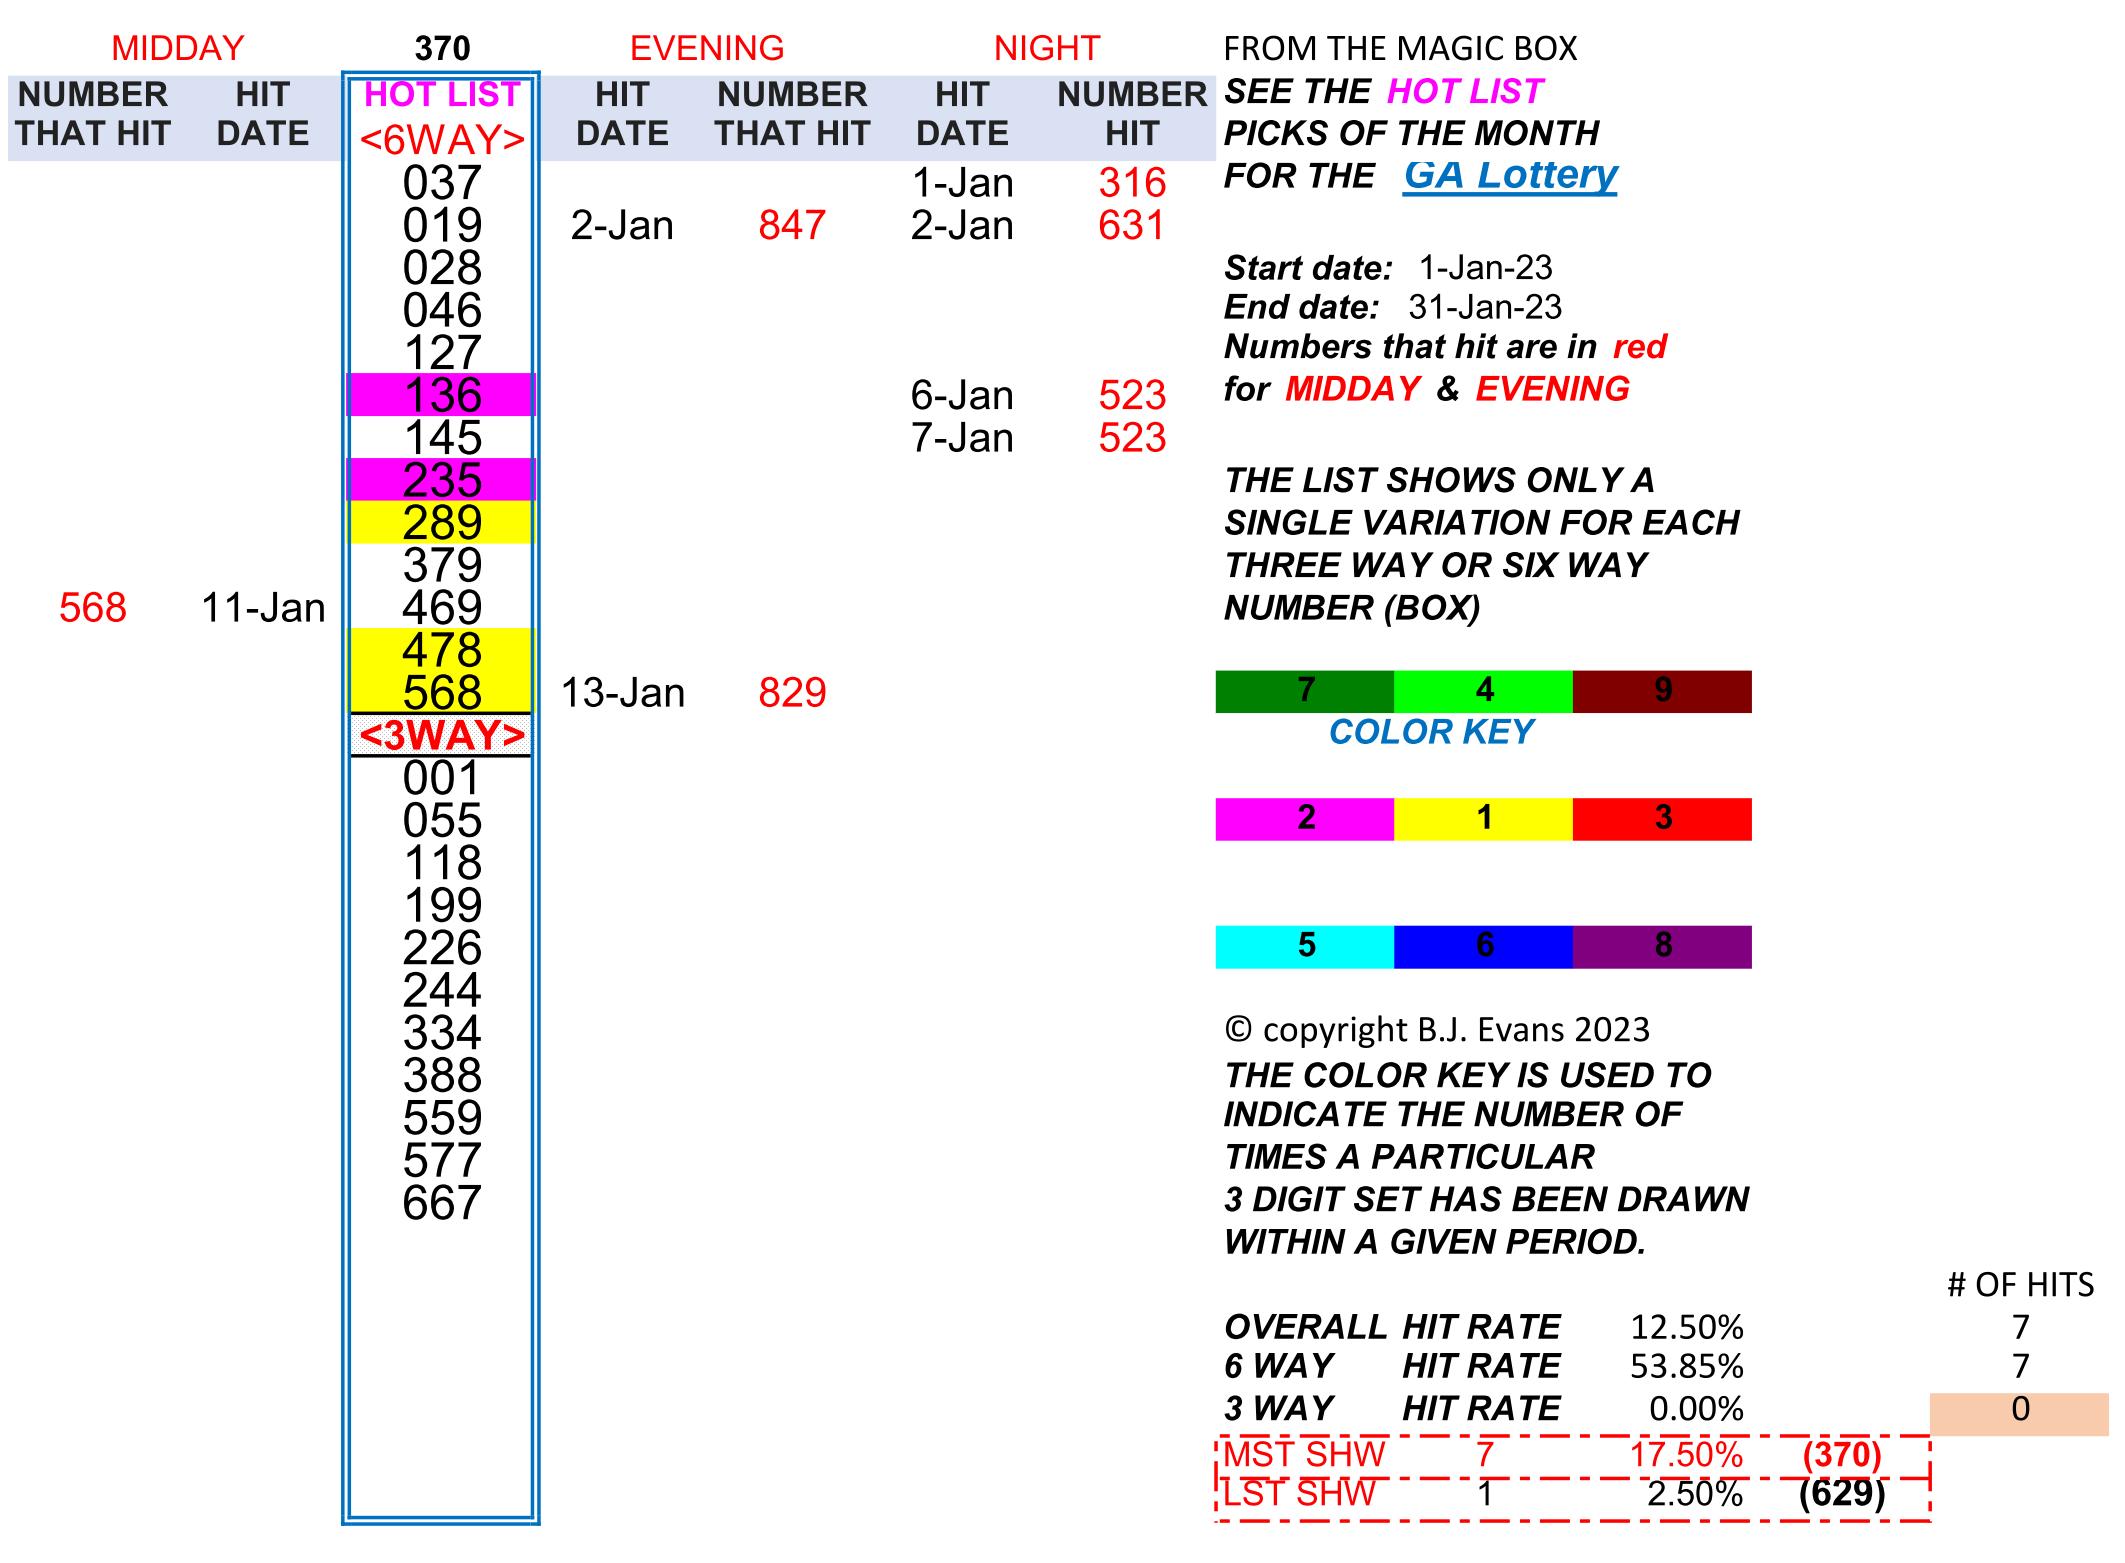 MIDDAY 370 EVENING NIGHT FROM THE MAGIC BOX
NUMBER HIT HOT LIST HIT NUMBER HIT NUMBER SEE THE HOT LIST
THAT HIT DATE <6WAY> DATE THAT HIT DATE HIT PICKS OF THE MONTH
037 1-Jan 316 FOR THE GA Lottery
019 2-Jan 847 2-Jan 631
028 Start date: 1-Jan-23
046 End date: 31-Jan-23
127 Numbers that hit are in red
136 6-Jan 523 for MIDDAY & EVENING
145 7-Jan 523
235 THE LIST SHOWS ONLY A
289 SINGLE VARIATION FOR EACH
379 THREE WAY OR SIX WAY
568 11-Jan 469 NUMBER (BOX)
478
568 13-Jan 829 7 4 9
<3WAY> COLOR KEY
001
055 2 1 3
118
199
226 5 6 8
244
334 © copyright B.J. Evans 2023
388 THE COLOR KEY IS USED TO
559 INDICATE THE NUMBER OF
577 TIMES A PARTICULAR
667 3 DIGIT SET HAS BEEN DRAWN
WITHIN A GIVEN PERIOD.
# OF HITS
OVERALL HIT RATE 12.50% 7
6 WAY HIT RATE 53.85% 7
3 WAY HIT RATE 0.00% 0
MST SHW 7 17.50% (370)
LST SHW 1 2.50% (629)